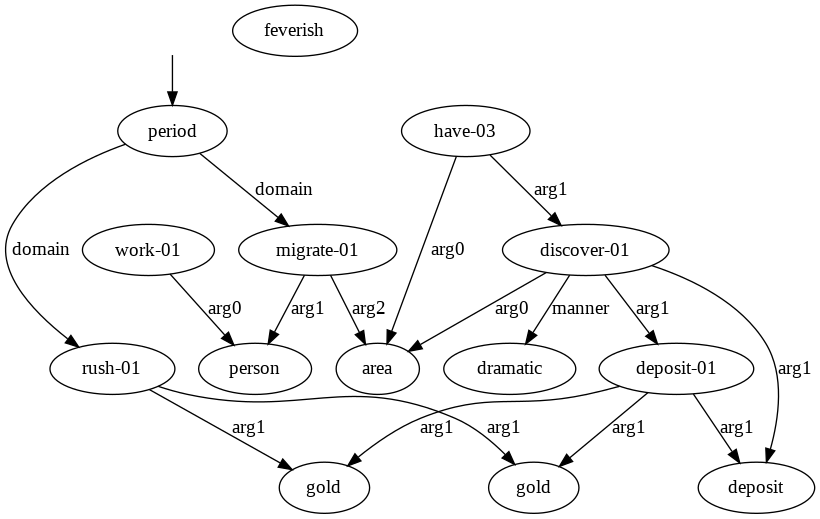 feverish
period
have-03
domain
arg1
domain
work-01
migrate-01
arg0
discover-01
arg0
arg1
arg2
arg0
manner
arg1
rush-01
person
area
dramatic
deposit-01
arg1
arg1
arg1
arg1
arg1
arg1
gold
gold
deposit